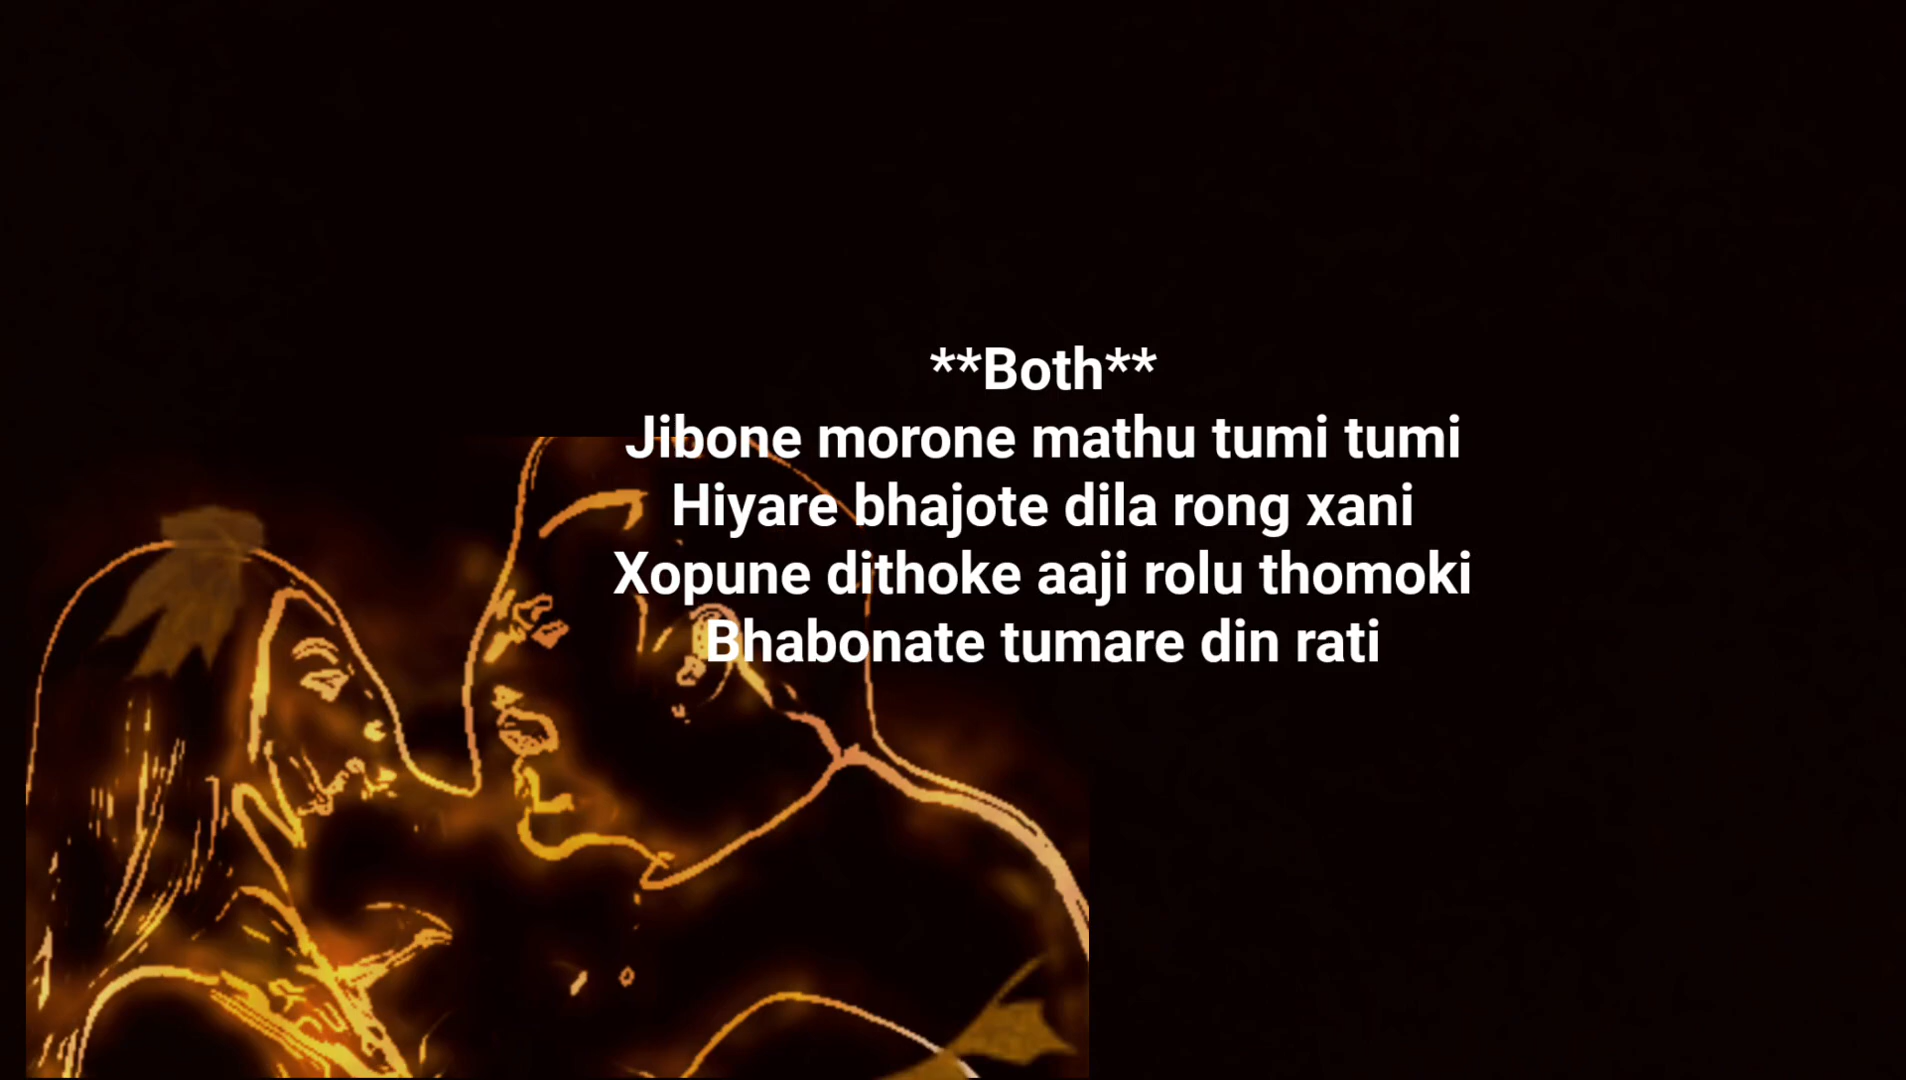 **Both**
Jibone morone mathu tumi tumi
Hiyare bhajote dila rong xani
Xopune dithoke aaji rolu thomoki
Bhabonate tumare din rati